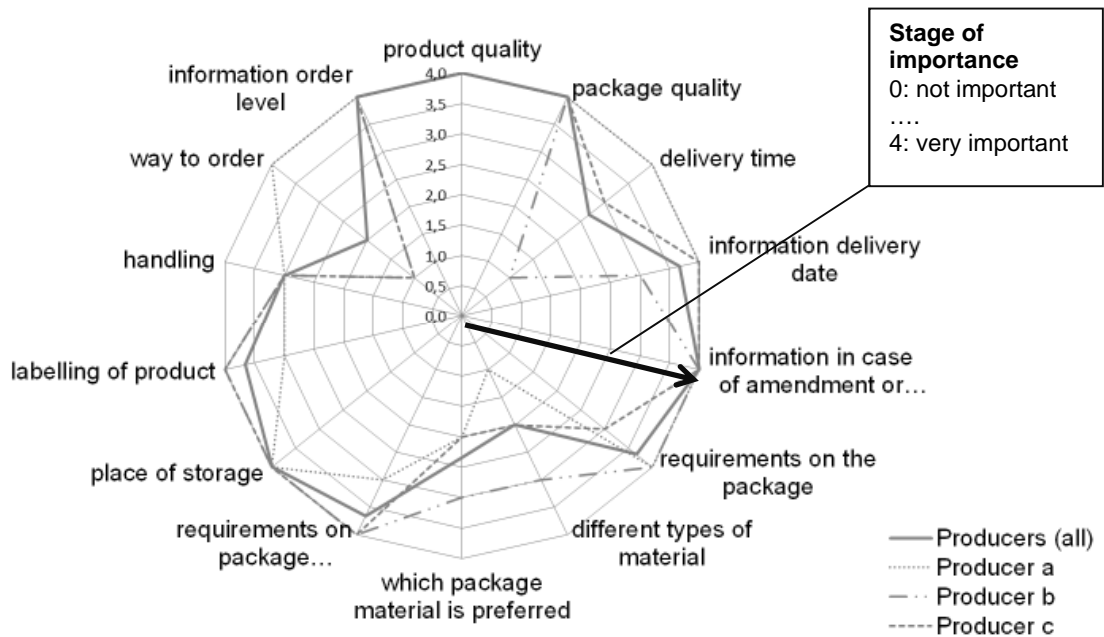 Stage of
importance
0: not important
….
4: very important
product quality
package quality
delivery time
information delivery
date
information in case
of amendment or…
requirements on the
package
different types of
material
which package
material is preferred
requirements on
package…
place of storage
labelling of product
handling
way to order
information order
level
4,0
3,5
3,0
2,5
2,0
1,5
1,0
0,5
0,0
Producers (all)
Producer a
Producer b
Producer c